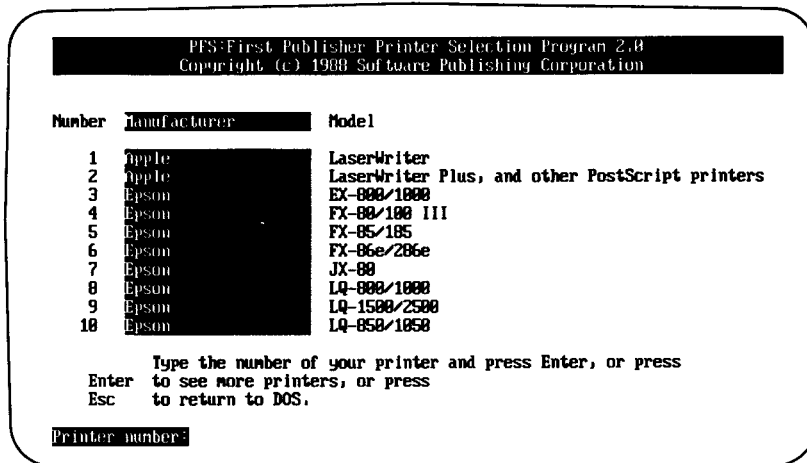 PFS:First Publisher Printer Selection Program 2.0
Copyright (c) 1988 Software Publishing Corporation
Number Manufacturer Model
1 Apple LaserWriter
2 Apple LaserWriter Plus, and other PostScript printers
3 Epson EX-800/1000
4 Epson FX-80/100 III
5 Epson FX-85/185
6 Epson FX-86e/286e
7 Epson JX-80
8 Epson LQ-800/1000
9 Epson LQ-1500/2500
10 Epson LQ-850/1050
Type the number of your printer and press Enter, or press
Enter to see more printers, or press
Esc to return to DOS.
Printer number: